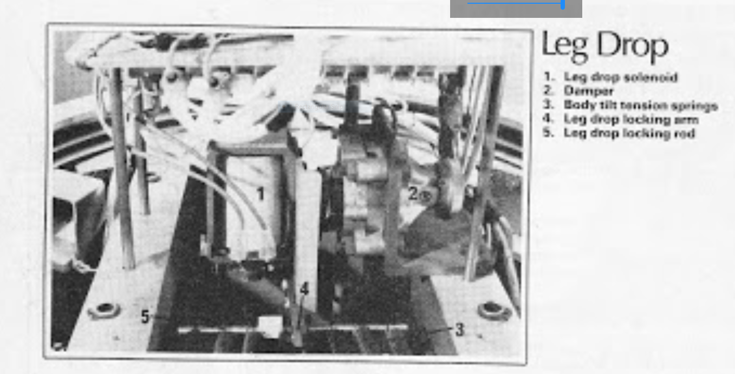 Leg Drop
1. Leg drop solenoid
2. Damper
3. Body tilt tension springs
4. Leg drop locking arm
5. Leg drop locking rod
1
2
4
5
3